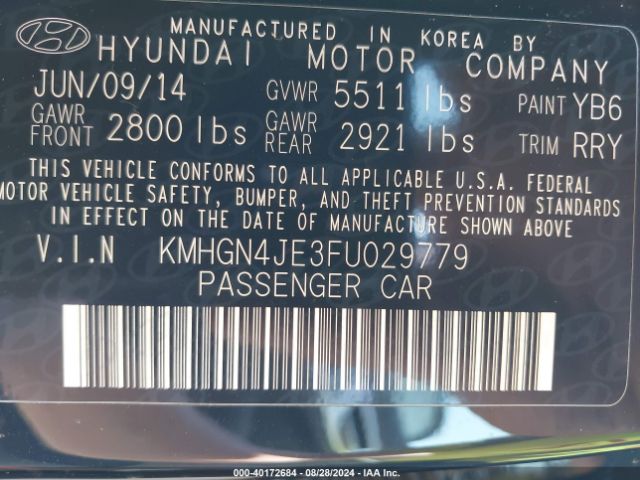 MANUFACTURED IN KOREA BY
HYUNDAI MOTOR COMPANY
JUN/09/14 GVWR 5511 lbs PAINT YB6
GAWR FRONT 2800 lbs GAWR REAR 2921 lbs TRIM RRY
THIS VEHICLE CONFORMS TO ALL APPLICABLE U.S.A. FEDERAL
MOTOR VEHICLE SAFETY, BUMPER, AND THEFT PREVENTION STANDARDS
IN EFFECT ON THE DATE OF MANUFACTURE SHOWN ABOVE
V.I.N KMHGN4JE3FU029779
PASSENGER CAR
000-40172684 - 08/28/2024 - IAA Inc.